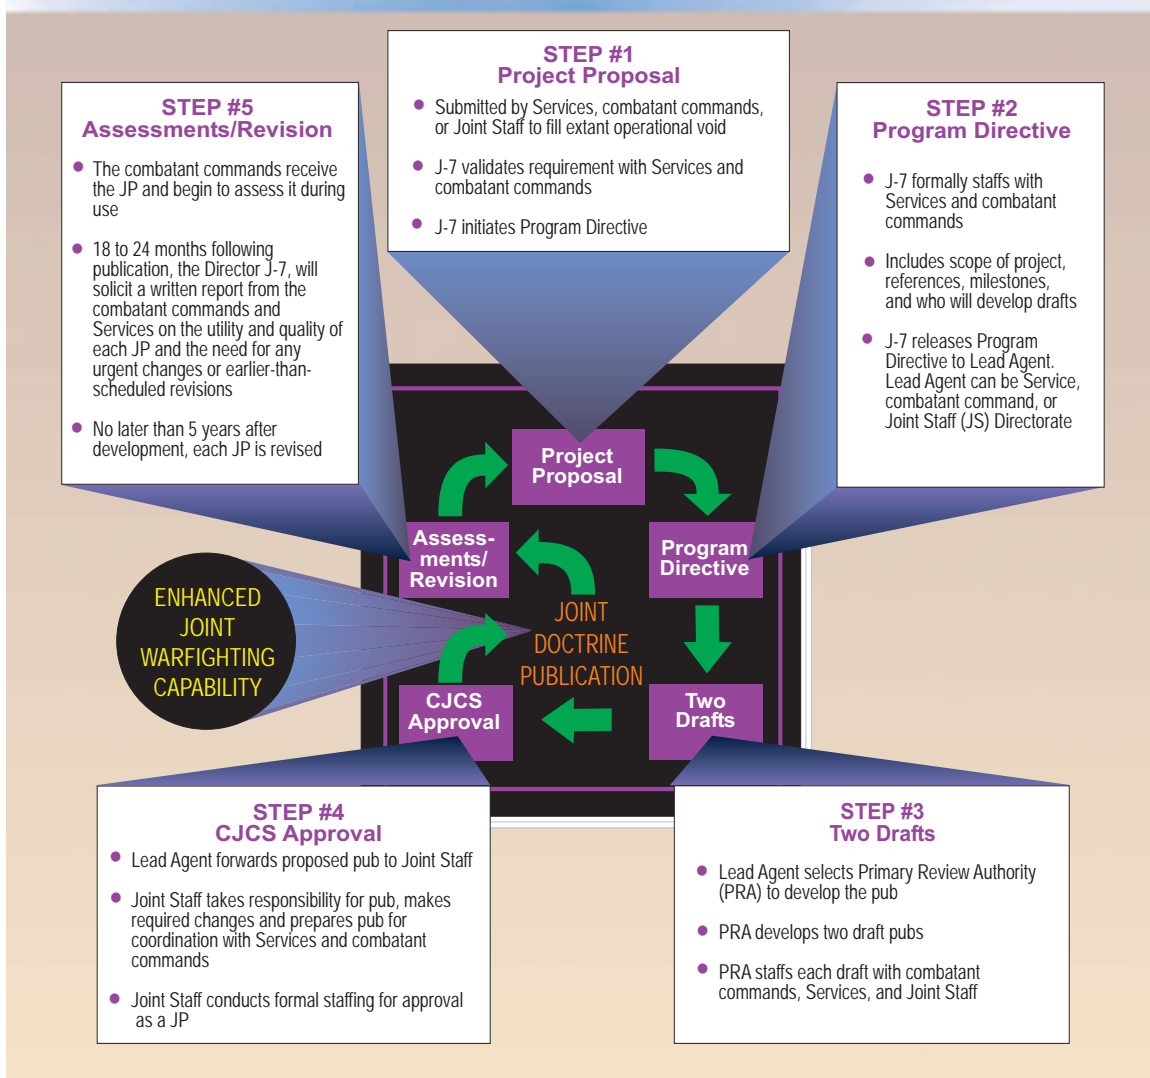 STEP #1
Project Proposal
• Submitted by Services, combatant commands,
or Joint Staff to fill extant operational void
• J-7 validates requirement with Services and
combatant commands
• J-7 initiates Program Directive
STEP #5
Assessments/Revision
• The combatant commands receive
the JP and begin to assess it during
use
• 18 to 24 months following
publication, the Director J-7, will
solicit a written report from the
combatant commands and
Services on the utility and quality of
each JP and the need for any
urgent changes or earlier-than-
scheduled revisions
• No later than 5 years after
development, each JP is revised
STEP #2
Program Directive
• J-7 formally staffs with
Services and combatant
commands
• Includes scope of project,
references, milestones,
and who will develop drafts
• J-7 releases Program
Directive to Lead Agent.
Lead Agent can be Service,
combatant command, or
Joint Staff (JS) Directorate
Project
Proposal
Assess-
ments/
Revision
Program
Directive
ENHANCED
JOINT
WARFIGHTING
CAPABILITY
JOINT
DOCTRINE
PUBLICATION
CJCS
Approval
Two
Drafts
STEP #4
CJCS Approval
• Lead Agent forwards proposed pub to Joint Staff
• Joint Staff takes responsibility for pub, makes
required changes and prepares pub for
coordination with Services and combatant
commands
• Joint Staff conducts formal staffing for approval
as a JP
STEP #3
Two Drafts
• Lead Agent selects Primary Review Authority
(PRA) to develop the pub
• PRA develops two draft pubs
• PRA staffs each draft with combatant
commands, Services, and Joint Staff